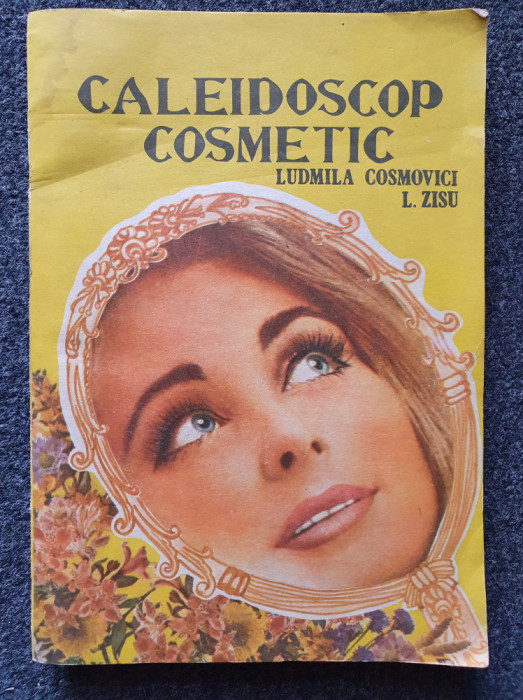 CALEIDOSCOP
COSMETIC
LUDMILA COSMOVICI
L. ZISU